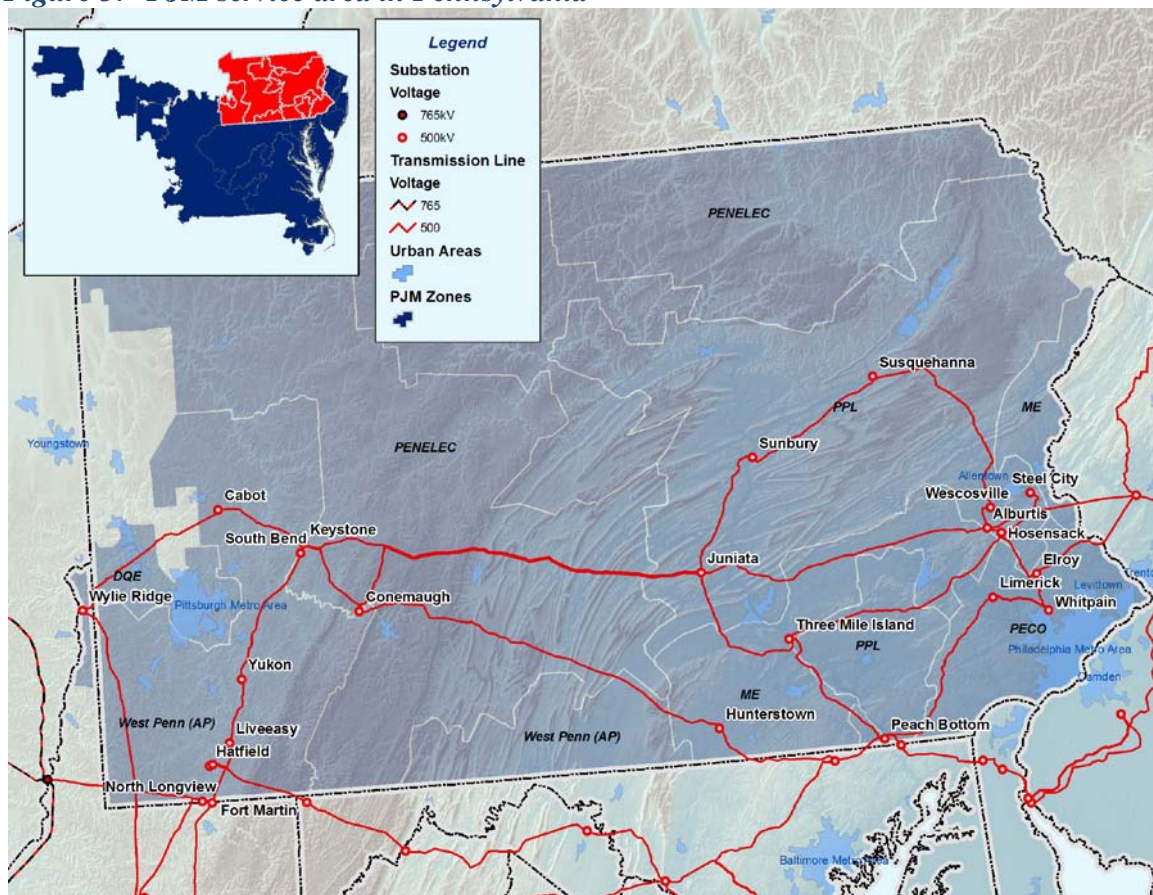 Figure 3. PJM service area in Pennsylvania
Legend
Substation
Voltage
765kV
500kV
Transmission Line
Voltage
765
500
Urban Areas
PJM Zones
PENELEC
Susquehanna
PPL
ME
Youngstown
PENELEC
Sunbury
Allentown
Steel City
Cabot
Wescosville
Alburtis
South Bend
Keystone
Hosensack
Juniata
Elroy
DQE
Limerick
Levittown
Trento
Wylie Ridge
Pittsburgh Metro Area
Conemaugh
Whitpain
Three Mile Island
PPL
PECO
Philadelphia Metro Area
Yukon
Camden
ME
West Penn (AP)
Liveeasy
Hunterstown
Peach Bottom
West Penn (AP)
Hatfield
North Longview
Fort Martin
Baltimore Metro Area